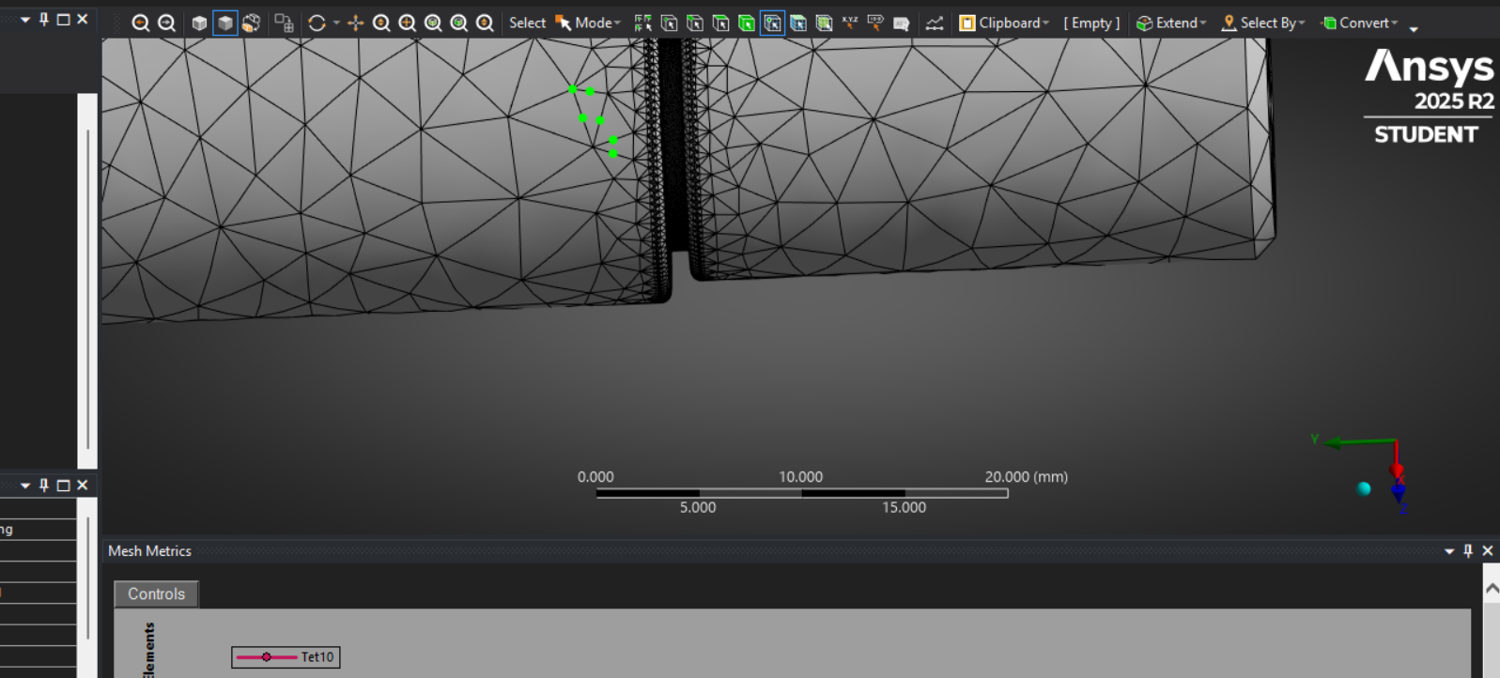 Select Mode Clipboard [ Empty ] Extend Select By Convert
Ansys
2025 R2
STUDENT
Y
X
Z
0.000 10.000 20.000 (mm)
5.000 15.000
ng
Mesh Metrics
Controls
Elements
Tet10